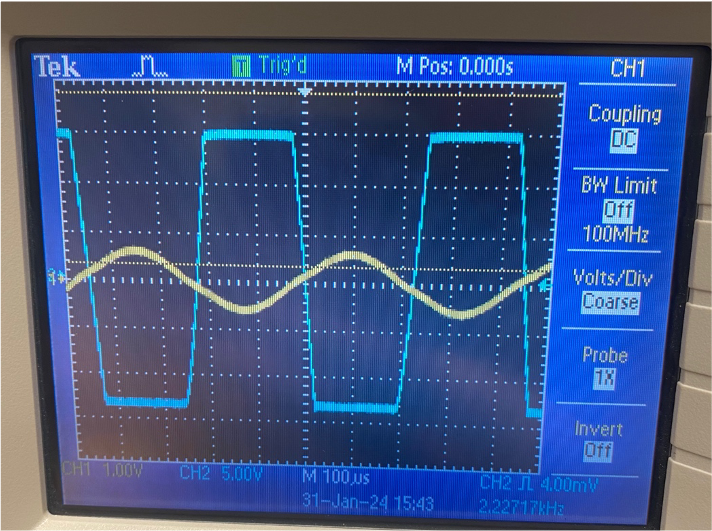 Tek T Trig'd M Pos: 0.000s CH1
Coupling
DC
BW Limit
Off
100MHz
Volts/Div
Coarse
Probe
1X
Invert
Off
CH1 1.00V CH2 5.00V M 100µs CH2 4.00mV
31-Jan-24 15:43 2.22717kHz